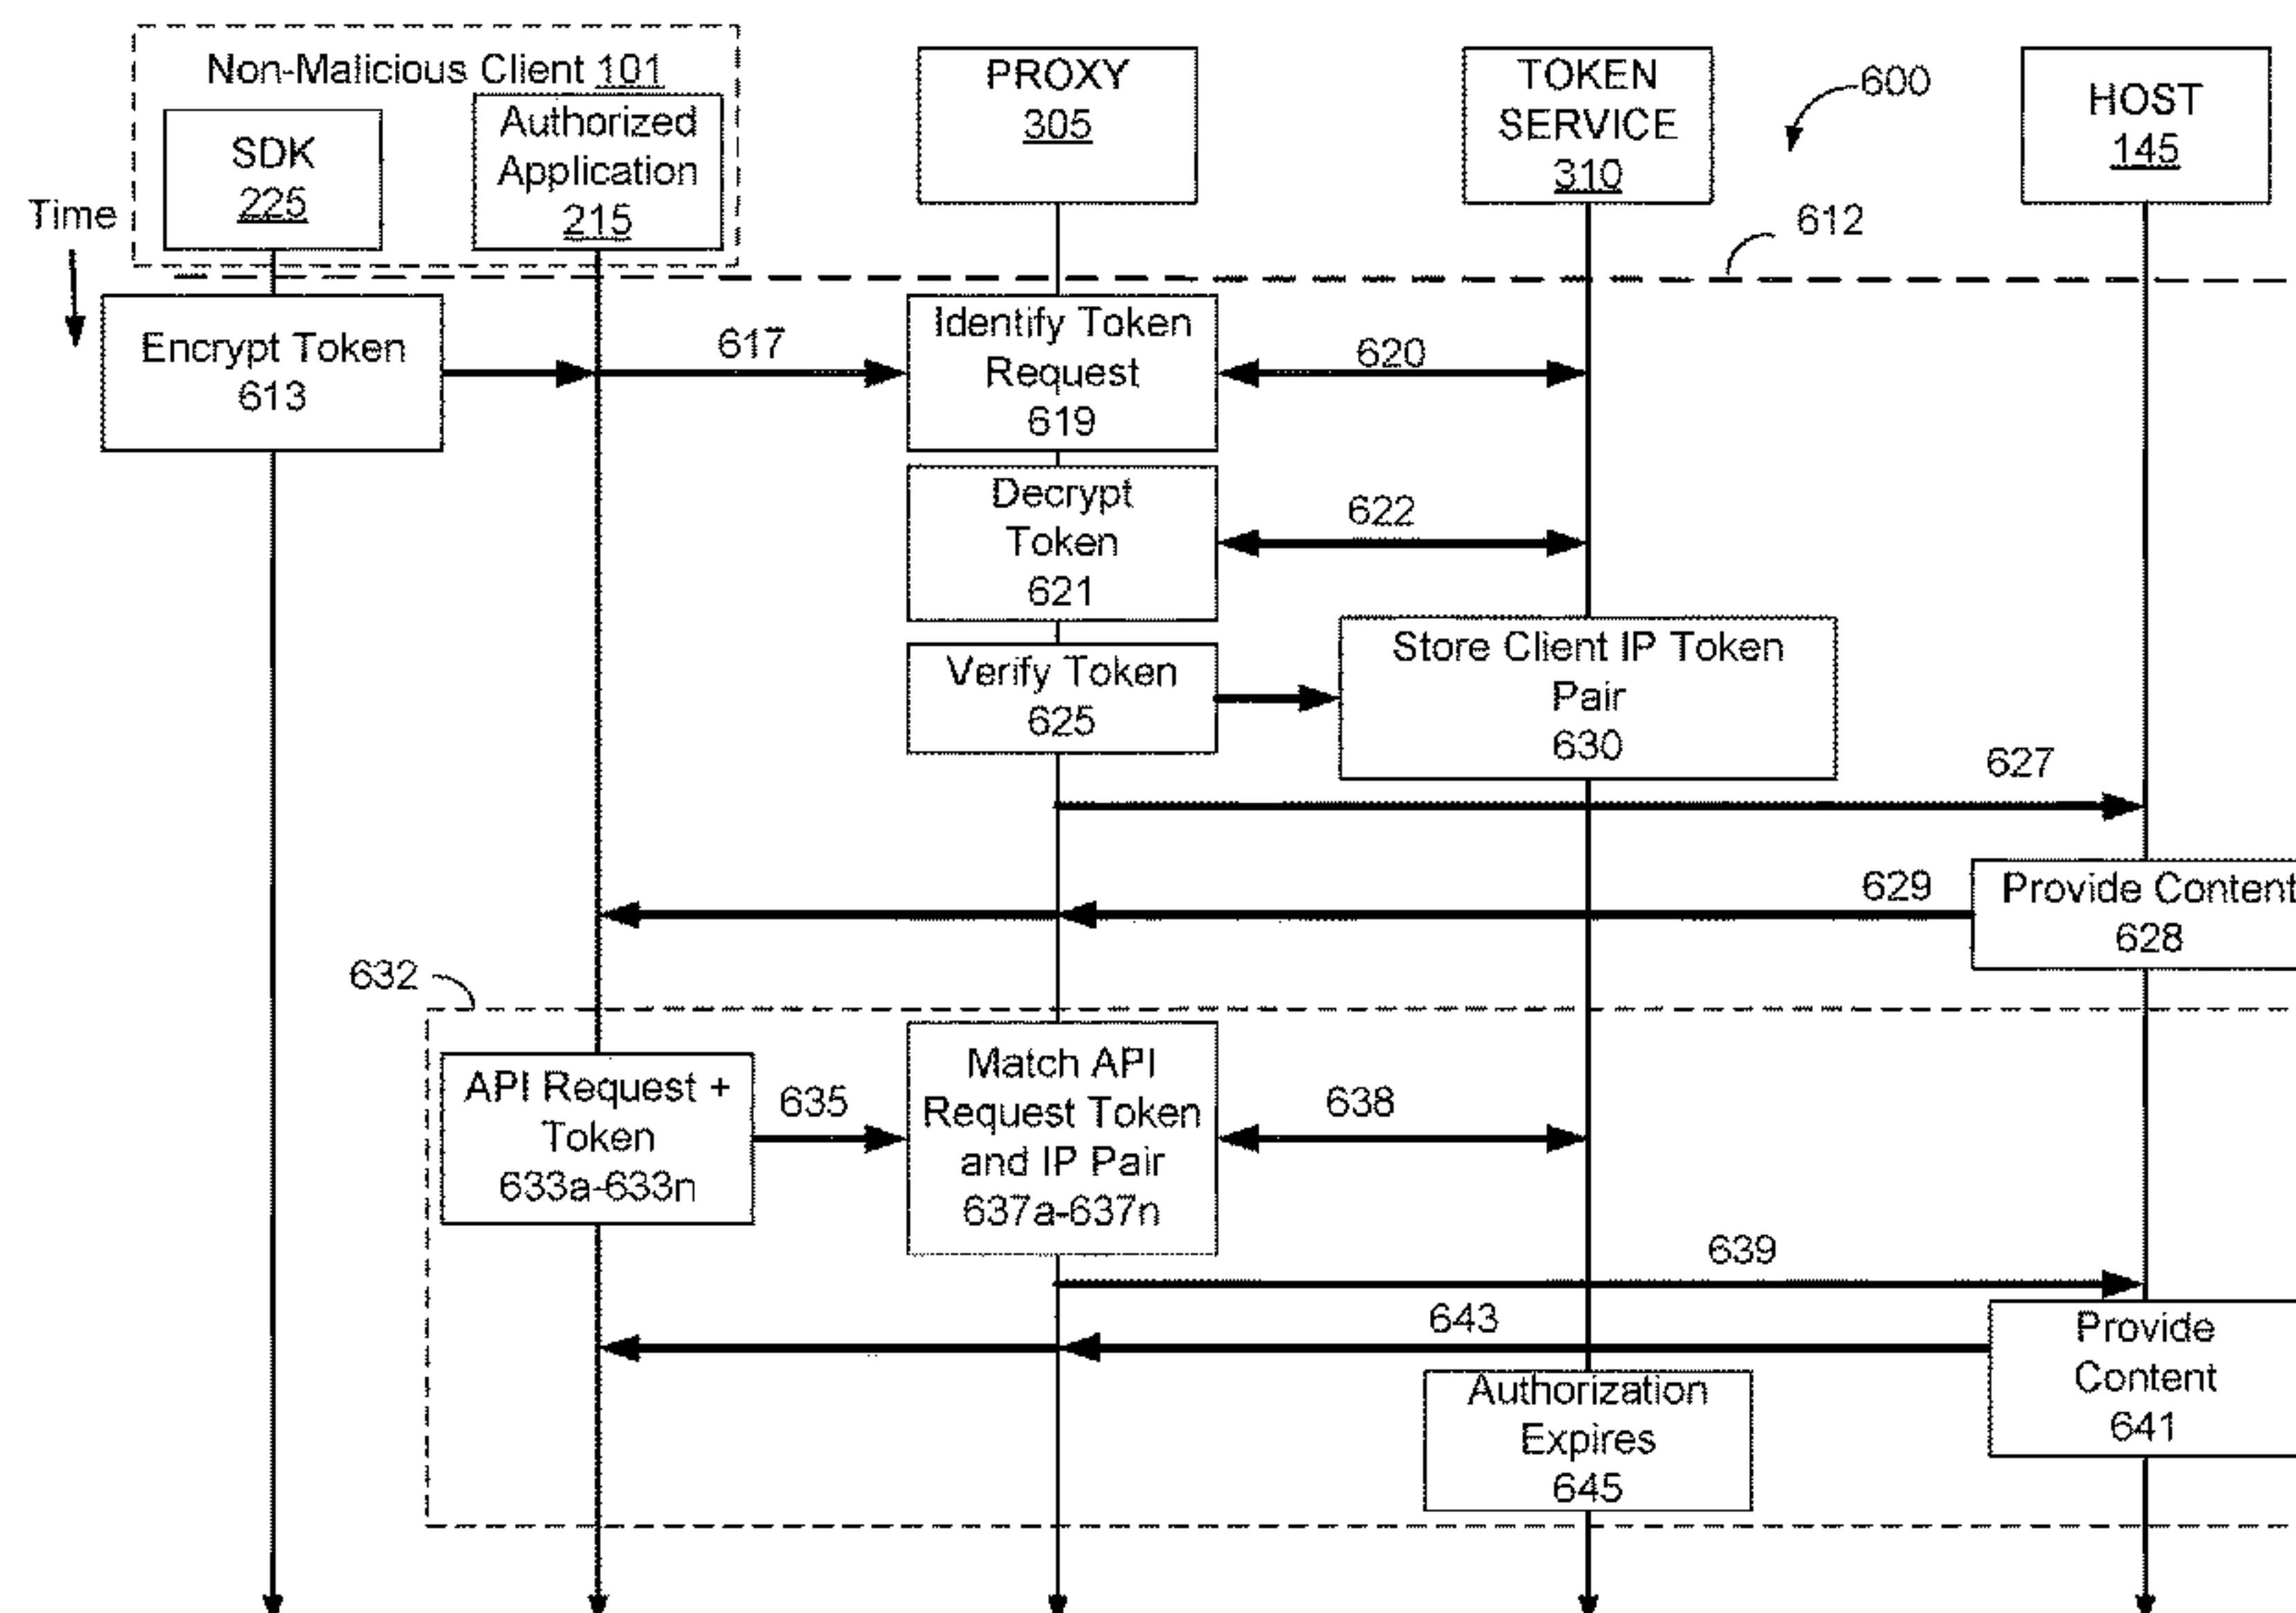 Non-Malicious Client 101
SDK
225
Authorized
Application
215
PROXY
305
TOKEN
SERVICE
310
600
HOST
145
Time
612
Encrypt Token
613
617
Identify Token
Request
619
620
Decrypt
Token
621
622
Verify Token
625
Store Client IP Token
Pair
630
627
629
Provide Content
628
632
API Request +
Token
633a-633n
635
Match API
Request Token
and IP Pair
637a-637n
638
639
643
Provide
Content
641
Authorization
Expires
645